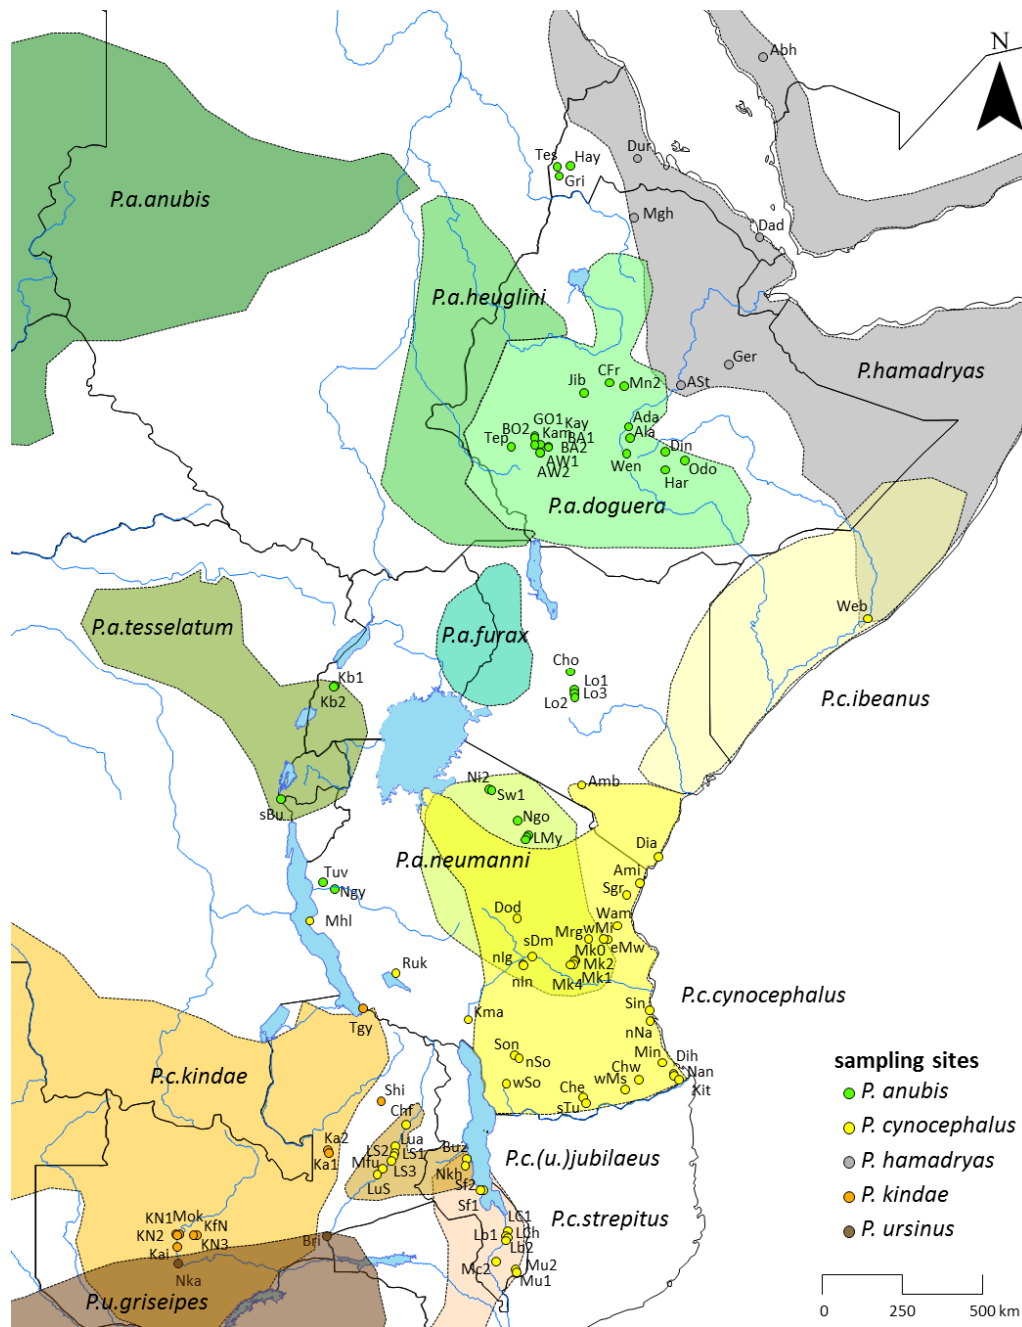 N
Abh
Dur
Tes
Hay
Gri
P.a.anubis
Mgh
Dad
P.a.heuglini
Ger
P.hamadryas
CFr
Jib
Mn2
ASt
GO1
Kay
BO2
Kam
BA1
Tep
BA2
AW1
AW2
Ada
Ala
Wen
Din
Odo
Har
P.a.doguera
Web
P.a.tesselatum
P.a.furax
Cho
Kb1
Kb2
Lo1
Lo3
Lo2
P.c.ibeanus
Ni2
Sw1
Amb
sBu
Ngo
LMy
Dia
P.a.neumanni
Ami
Tuv
Ngy
Sgr
Mhl
Dod
Wam
Mrg
wMi
sDm
eMw
Mk0
nIg
Mk2
Ruk
nIn
Mk4
Mk1
P.c.cynocephalus
Sin
Tgy
Kma
nNa
Son
nSo
Min
Dih
Chw
Nan
wSo
wMs
Kit
Che
sTu
P.c.kindae
Shi
Chf
Ka2
Ka1
Lua
LS2
LS1
Mfu
LS3
LuS
Bu2
Nkh
P.c.(u.)jubilaeus
Sf2
Sf1
P.c.strepitus
KN1
Mok
KfN
KN2
KN3
Kai
Nka
Bri
LC1
Lb1
LCh
Lb2
Mc2
Mu2
Mu1
P.u.griseipes
sampling sites
P. anubis
P. cynocephalus
P. hamadryas
P. kindae
P. ursinus
0 250 500 km